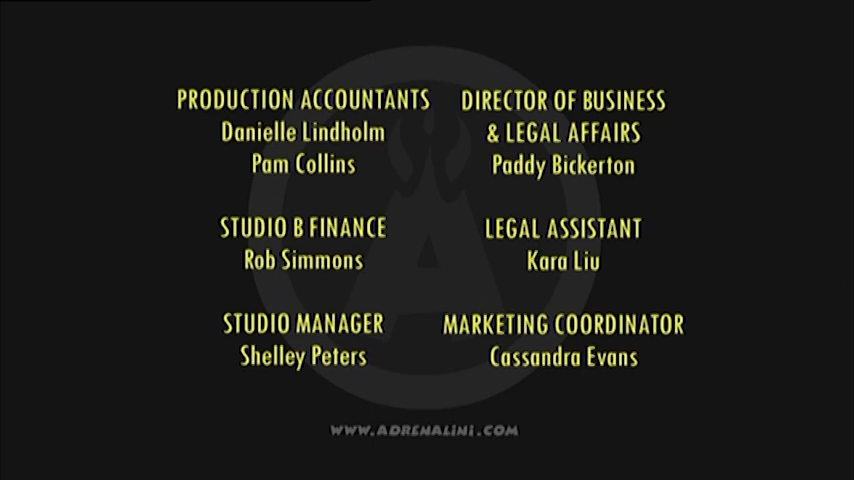 PRODUCTION ACCOUNTANTS
Danielle Lindholm
Pam Collins
STUDIO B FINANCE
Rob Simmons
STUDIO MANAGER
Shelley Peters
DIRECTOR OF BUSINESS
& LEGAL AFFAIRS
Paddy Bickerton
LEGAL ASSISTANT
Kara Liu
MARKETING COORDINATOR
Cassandra Evans
WWW.ADRENALINI.COM